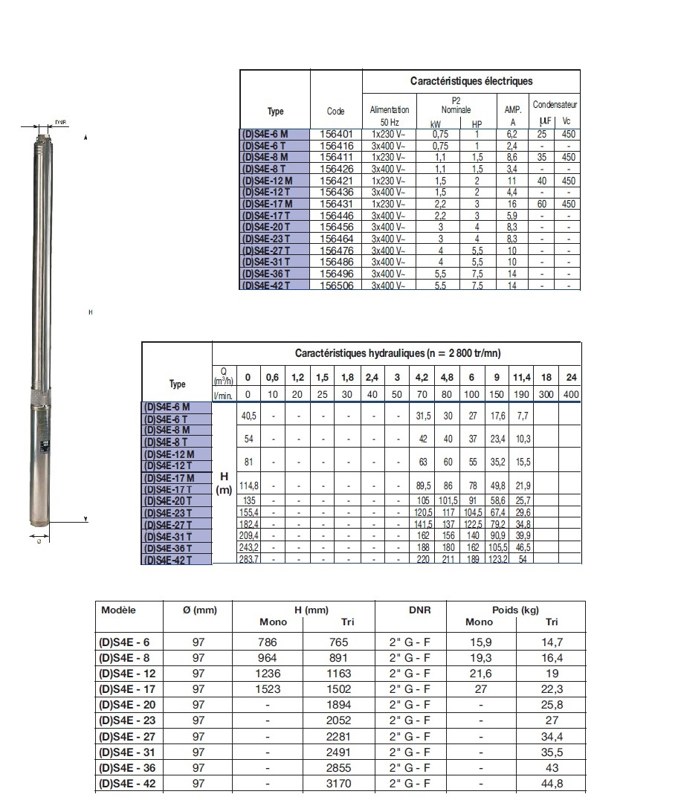 DNR
H
Ø
Caractéristiques électriques
Type Code Alimentation 50 Hz P2 Nominale kW HP AMP. A Condensateur µF Vc
(D)S4E-6 M 156401 1x230 V~ 0,75 1 6,2 25 450
(D)S4E-6 T 156416 3x400 V~ 0,75 1 2,4 - -
(D)S4E-8 M 156411 1x230 V~ 1,1 1,5 8,6 35 450
(D)S4E-8 T 156426 3x400 V~ 1,1 1,5 3,4 - -
(D)S4E-12 M 156421 1x230 V~ 1,5 2 11 40 450
(D)S4E-12 T 156436 3x400 V~ 1,5 2 4,4 - -
(D)S4E-17 M 156431 1x230 V~ 2,2 3 16 60 450
(D)S4E-17 T 156446 3x400 V~ 2,2 3 5,9 - -
(D)S4E-20 T 156456 3x400 V~ 3 4 8,3 - -
(D)S4E-23 T 156464 3x400 V~ 3 4 8,3 - -
(D)S4E-27 T 156476 3x400 V~ 4 5,5 10 - -
(D)S4E-31 T 156486 3x400 V~ 4 5,5 10 - -
(D)S4E-36 T 156496 3x400 V~ 5,5 7,5 14 - -
(D)S4E-42 T 156506 3x400 V~ 5,5 7,5 14 - -
Caractéristiques hydrauliques (n = 2 800 tr/mn)
Type Q (m³/h) 0 0,6 1,2 1,5 1,8 2,4 3 4,2 4,8 6 9 11,4 18 24
l/min. 0 10 20 25 30 40 50 70 80 100 150 190 300 400
H (m)
(D)S4E-6 M
(D)S4E-6 T 40,5 - - - - - - 31,5 30 27 17,6 7,7
(D)S4E-8 M
(D)S4E-8 T 54 - - - - - - 42 40 37 23,4 10,3
(D)S4E-12 M
(D)S4E-12 T 81 - - - - - - 63 60 55 35,2 15,5
(D)S4E-17 M
(D)S4E-17 T 114,8 - - - - - - 89,5 86 78 49,8 21,9
(D)S4E-20 T 135 - - - - - - 105 101,5 91 58,6 25,7
(D)S4E-23 T 155,4 - - - - - - 120,5 117 104,5 67,4 29,6
(D)S4E-27 T 182,4 - - - - - - 141,5 137 122,5 79,2 34,8
(D)S4E-31 T 209,4 - - - - - - 162 156 140 90,9 39,9
(D)S4E-36 T 243,2 - - - - - - 188 180 162 105,5 46,5
(D)S4E-42 T 283,7 - - - - - - 220 211 189 123,2 54
Modèle Ø (mm) H (mm) DNR Poids (kg)
Mono Tri Mono Tri
(D)S4E - 6 97 786 765 2" G - F 15,9 14,7
(D)S4E - 8 97 964 891 2" G - F 19,3 16,4
(D)S4E - 12 97 1236 1163 2" G - F 21,6 19
(D)S4E - 17 97 1523 1502 2" G - F 27 22,3
(D)S4E - 20 97 - 1894 2" G - F - 25,8
(D)S4E - 23 97 - 2052 2" G - F - 27
(D)S4E - 27 97 - 2281 2" G - F - 34,4
(D)S4E - 31 97 - 2491 2" G - F - 35,5
(D)S4E - 36 97 - 2855 2" G - F - 43
(D)S4E - 42 97 - 3170 2" G - F - 44,8